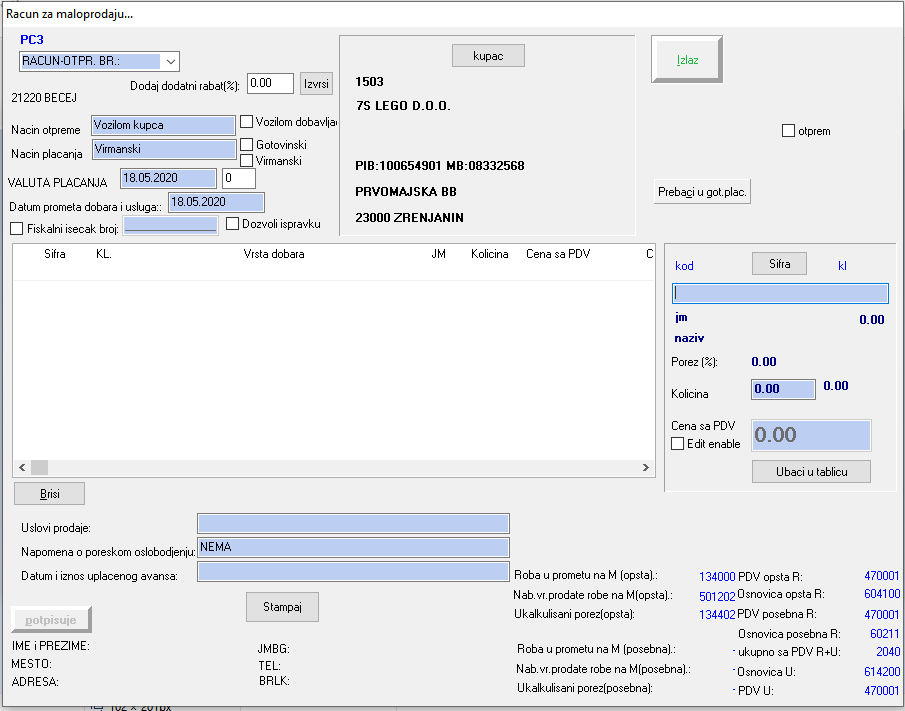 Racun za maloprodaju...
PC3
RACUN-OTPR. BR.:
kupac
Izlaz
Dodaj dodatni rabat(%): 0.00 Izvrsi
1503
21220 BECEJ
7S LEGO D.O.O.
Nacin otpreme Vozilom kupca Vozilom dobavljac
otprem
Nacin placanja Virmanski Gotovinski
Virmanski
PIB:100654901 MB:08332568
VALUTA PLACANJA 18.05.2020 0
PRVOMAJSKA BB
Prebaci u got.plac.
Datum prometa dobara i usluga:: 18.05.2020
23000 ZRENJANIN
Fiskalni isecak broj: Dozvoli ispravku
Sifra KL. Vrsta dobara JM Kolicina Cena sa PDV C
kod Sifra kl
jm 0.00
naziv
Porez (%): 0.00
Kolicina 0.00 0.00
Cena sa PDV 0.00
Edit enable
Ubaci u tablicu
Brisi
Uslovi prodaje:
Napomena o poreskom oslobodjenju: NEMA
Datum i iznos uplacenog avansa:
Roba u prometu na M (opsta).: 134000 PDV opsta R: 470001
Nab.vr.prodate robe na M(opsta).: 501202 Osnovica opsta R: 604100
Ukalkulisani porez(opsta): 134402 PDV posebna R: 470001
Osnovica posebna R: 60211
Roba u prometu na M (posebna).: - ukupno sa PDV R+U: 2040
Nab.vr.prodate robe na M(posebna).: - Osnovica U: 614200
Ukalkulisani porez(posebna): - PDV U: 470001
Stampaj
potpisuje
IME i PREZIME: JMBG:
MESTO: TEL:
ADRESA: BRLK:
102 × 201px